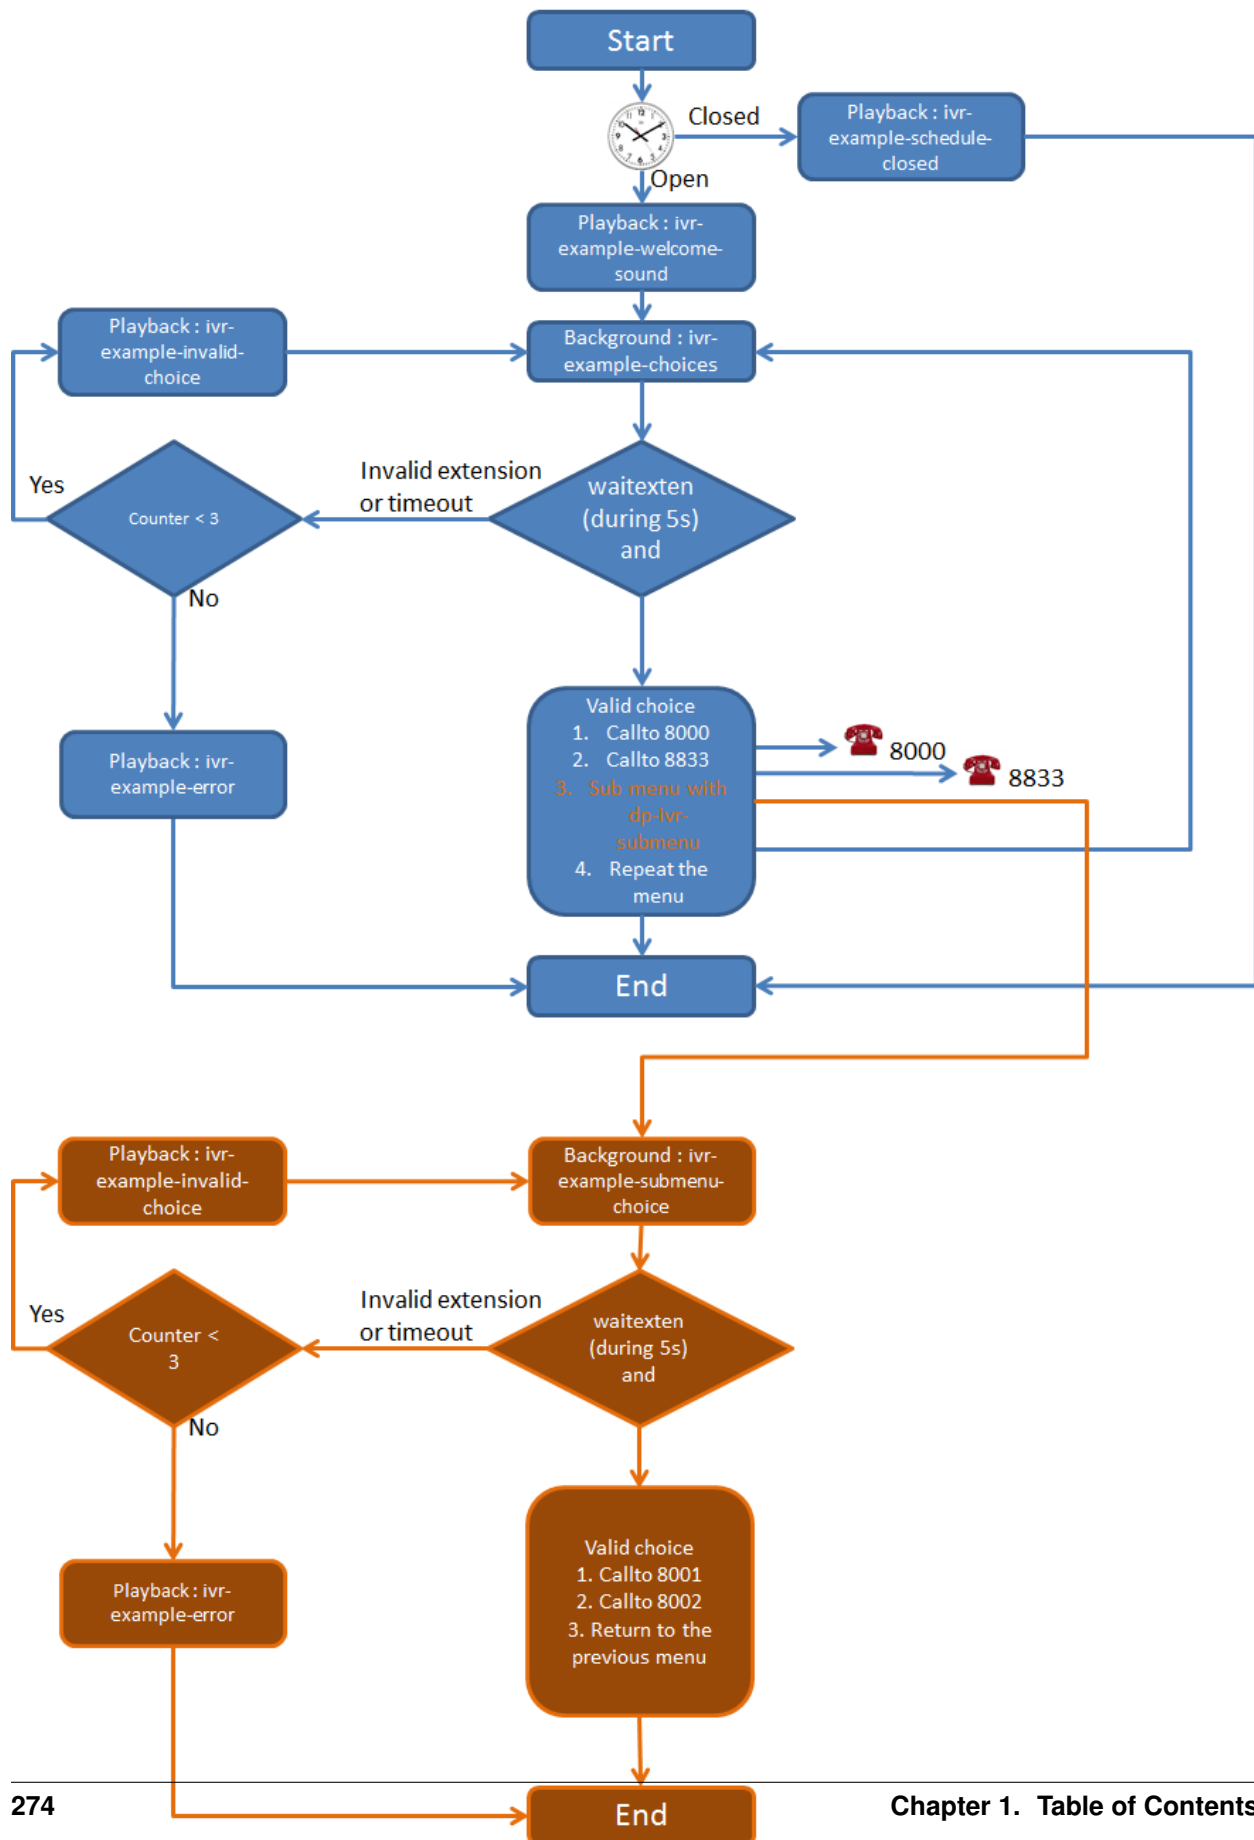 Start
Closed
Playback : ivr-
example-schedule-
closed
Open
Playback : ivr-
example-welcome-
sound
Playback : ivr-
example-invalid-
choice
Background : ivr-
example-choices
Yes
Counter < 3
Invalid extension
or timeout
waitexten
(during 5s)
and
No
Valid choice
1. Callto 8000
2. Callto 8833
3. Sub menu with
dp-ivr-
submenu
4. Repeat the
menu
8000
8833
Playback : ivr-
example-error
End
Playback : ivr-
example-invalid-
choice
Background : ivr-
example-submenu-
choice
Yes
Counter <
3
Invalid extension
or timeout
waitexten
(during 5s)
and
No
Valid choice
1. Callto 8001
2. Callto 8002
3. Return to the
previous menu
Playback : ivr-
example-error
End
274
Chapter 1. Table of Contents